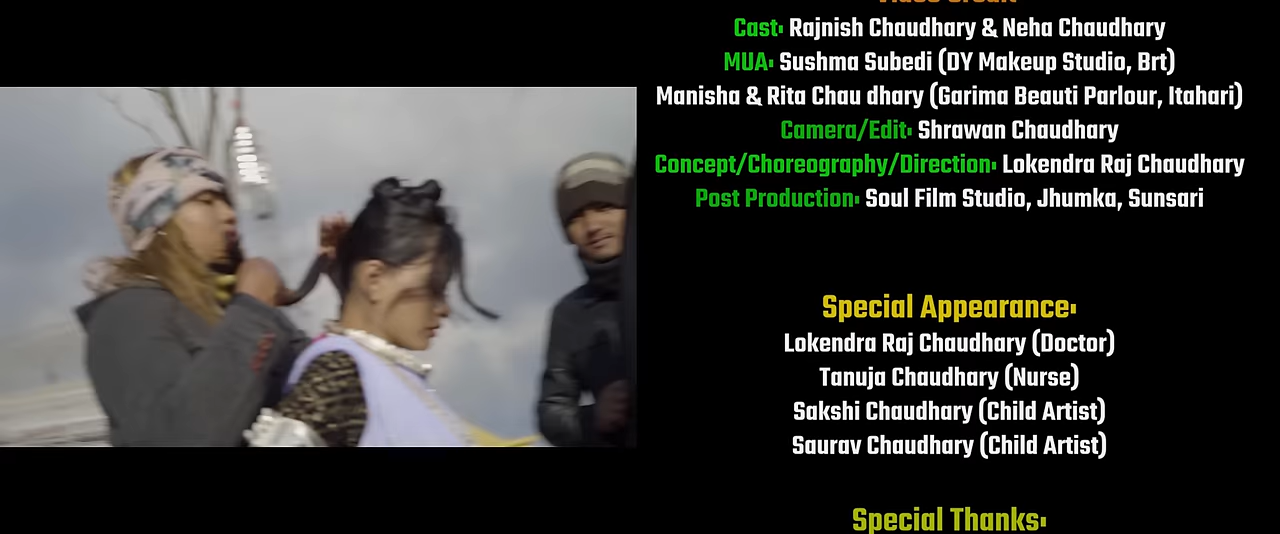 Cast: Rajnish Chaudhary & Neha Chaudhary
MUA: Sushma Subedi (DY Makeup Studio, Brt)
Manisha & Rita Chau dhary (Garima Beauti Parlour, Itahari)
Camera/Edit: Shrawan Chaudhary
Concept/Choreography/Direction: Lokendra Raj Chaudhary
Post Production: Soul Film Studio, Jhumka, Sunsari
Special Appearance:
Lokendra Raj Chaudhary (Doctor)
Tanuja Chaudhary (Nurse)
Sakshi Chaudhary (Child Artist)
Saurav Chaudhary (Child Artist)
Special Thanks: